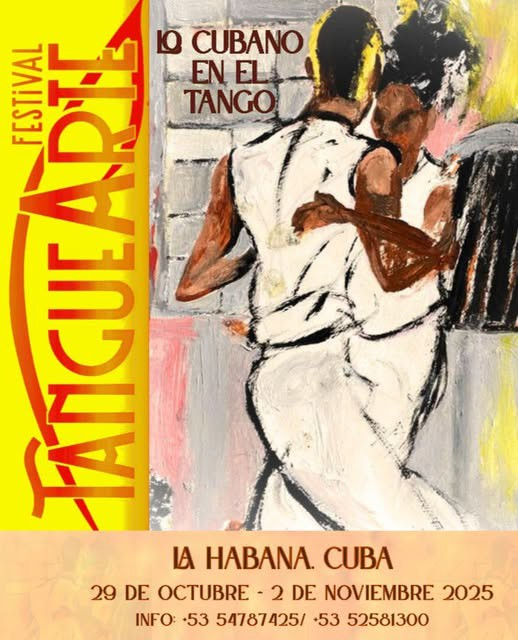 FESTIVAL
TANGUEARTE
LO CUBANO
EN EL
TANGO
LA HABANA. CUBA
29 DE OCTUBRE - 2 DE NOVIEMBRE 2025
INFO: +53 54787425/ +53 52581300